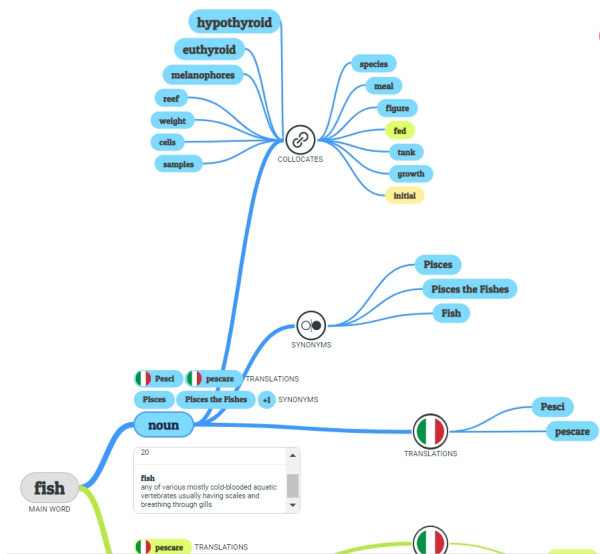 hypothyroid
euthyroid
melanophores
reef
weight
cells
samples
COLLOCATES
species
meal
figure
fed
tank
growth
initial
Pisces
Pisces the Fishes
Fish
SYNONYMS
Pesci pescare TRANSLATIONS
Pisces Pisces the Fishes +1 SYNONYMS
noun
Pesci
pescare
TRANSLATIONS
20
fish
any of various mostly cold-blooded aquatic
vertebrates usually having scales and
breathing through gills
fish
MAIN WORD
pescare TRANSLATIONS